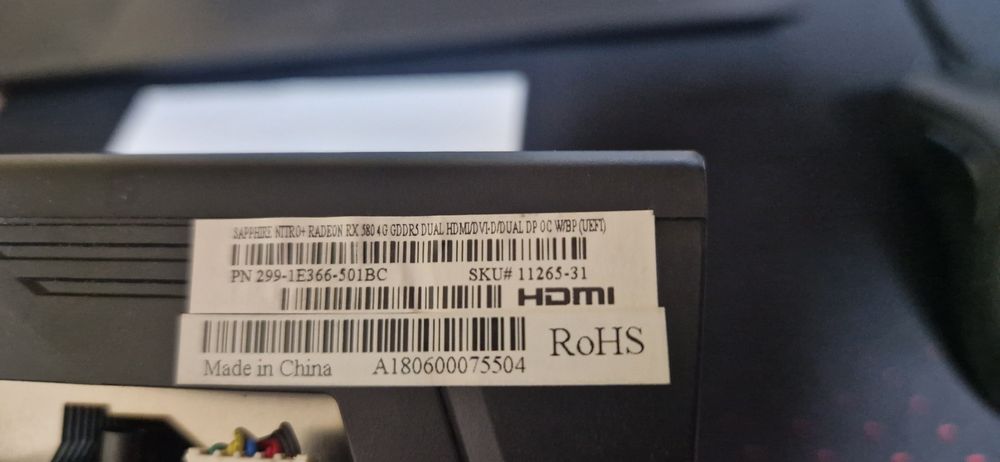 SAPPHIRE NITRO+ RADEON RX 580 4G GDDR5 DUAL HDMI/DVI-D/DUAL DP OC W/BP (UEFI)
PN 299-1E366-501BC SKU# 11265-31
HDMI
RoHS
Made in China A180600075504